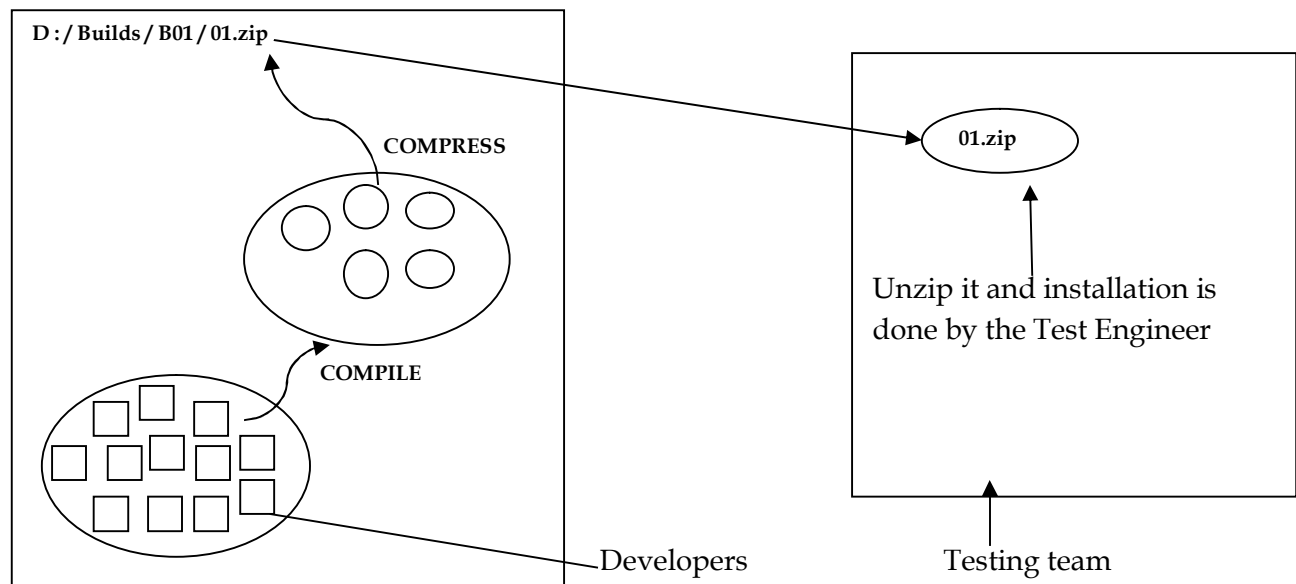 D : / Builds / B01 / 01.zip
COMPRESS
COMPILE
Developers
01.zip
Unzip it and installation is
done by the Test Engineer
Testing team